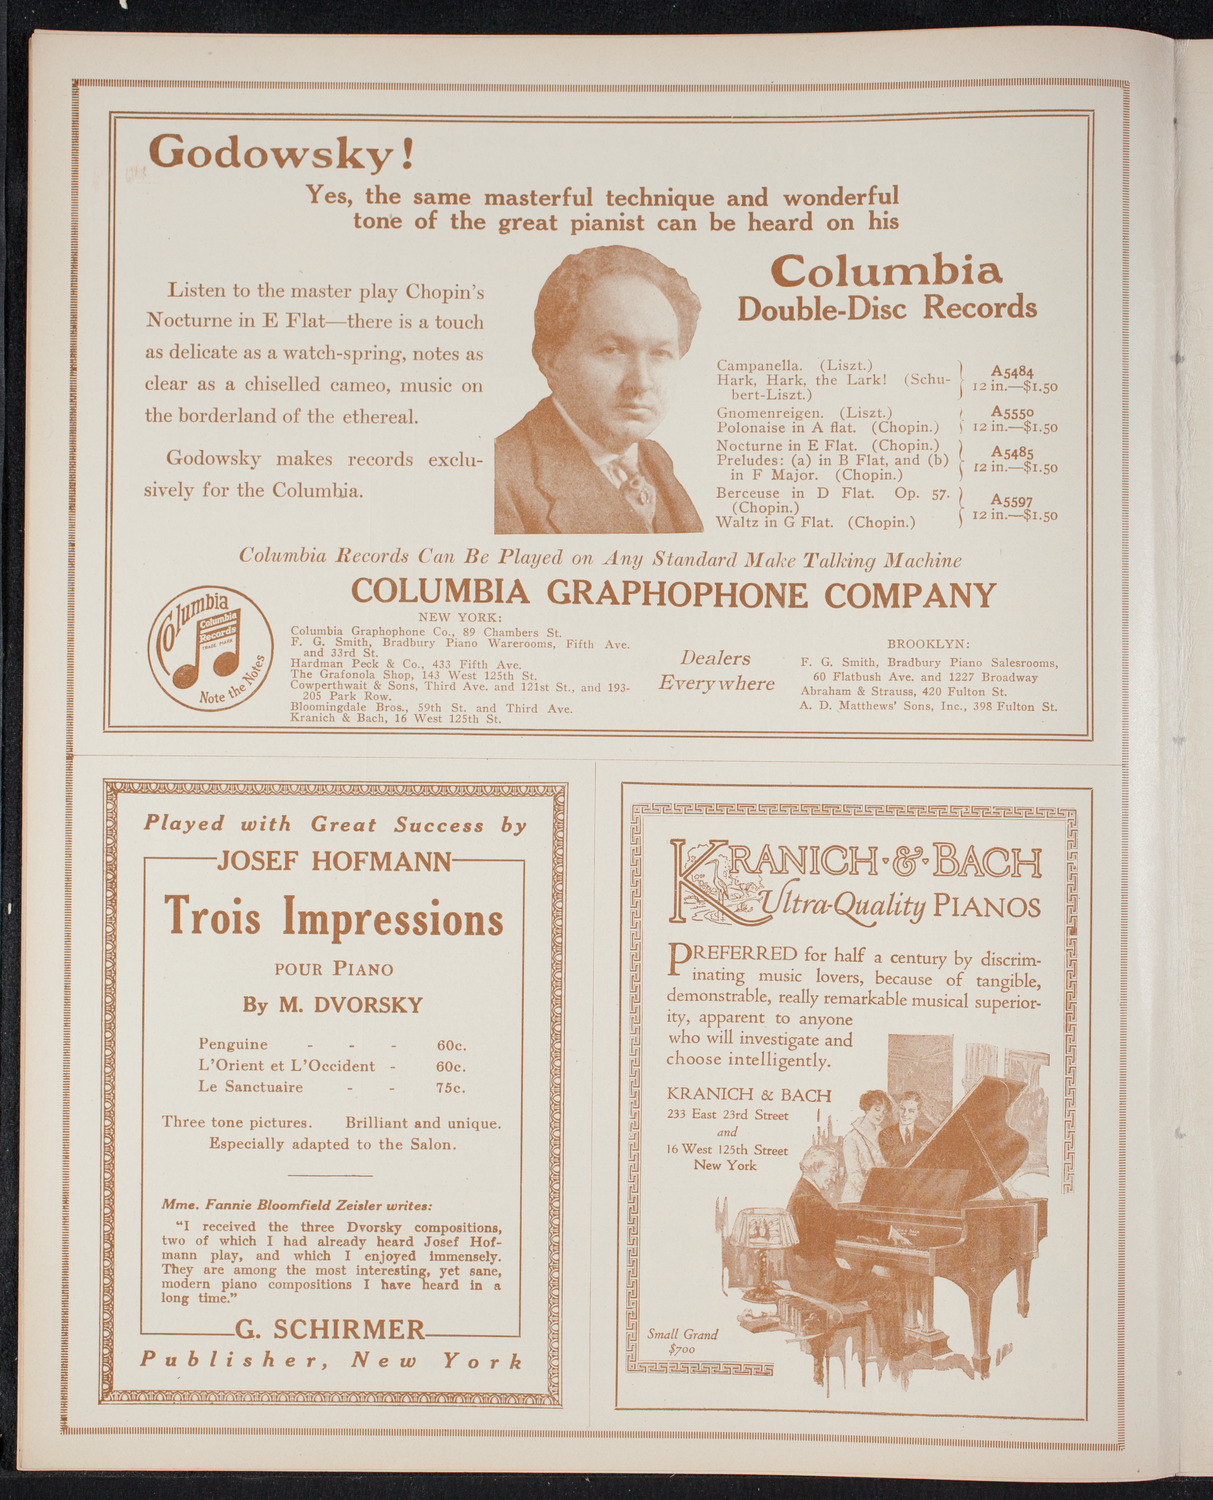 Godowsky!
Yes, the same masterful technique and wonderful
tone of the great pianist can be heard on his
Columbia
Double-Disc Records
Listen to the master play Chopin's
Nocturne in E Flat—there is a touch
as delicate as a watch-spring, notes as
clear as a chiselled cameo, music on
the borderland of the ethereal.
Godowsky makes records exclu-
sively for the Columbia.
Campanella. (Liszt.)
Hark, Hark, the Lark! (Schu-
bert-Liszt.)
A5484
12 in.—$1.50
Gnomenreigen. (Liszt.)
Polonaise in A flat. (Chopin.)
A5550
12 in.—$1.50
Nocturne in E Flat. (Chopin.)
Preludes: (a) in B Flat, and (b)
in F Major. (Chopin.)
A5485
12 in.—$1.50
Berceuse in D Flat. Op. 57.
(Chopin.)
Waltz in G Flat. (Chopin.)
A5597
12 in.—$1.50
Columbia Records Can Be Played on Any Standard Make Talking Machine
COLUMBIA GRAPHOPHONE COMPANY
Columbia
Columbia
Records
TRADE MARK
Note the Notes
NEW YORK:
Columbia Graphophone Co., 89 Chambers St.
F. G. Smith, Bradbury Piano Warerooms, Fifth Ave.
and 33rd St.
Hardman Peck & Co., 433 Fifth Ave.
The Grafonola Shop, 143 West 125th St.
Cowperthwait & Sons, Third Ave. and 121st St., and 193-
205 Park Row.
Bloomingdale Bros., 59th St. and Third Ave.
Kranich & Bach, 16 West 125th St.
Dealers
Everywhere
BROOKLYN:
F. G. Smith, Bradbury Piano Salesrooms,
60 Flatbush Ave. and 1227 Broadway
Abraham & Strauss, 420 Fulton St.
A. D. Matthews' Sons, Inc., 398 Fulton St.
Played with Great Success by
JOSEF HOFMANN
Trois Impressions
POUR PIANO
By M. DVORSKY
Penguine - - - 60c.
L'Orient et L'Occident - 60c.
Le Sanctuaire - - 75c.
Three tone pictures. Brilliant and unique.
Especially adapted to the Salon.
Mme. Fannie Bloomfield Zeisler writes:
"I received the three Dvorsky compositions,
two of which I had already heard Josef Hof-
mann play, and which I enjoyed immensely.
They are among the most interesting, yet sane,
modern piano compositions I have heard in a
long time."
G. SCHIRMER
Publisher, New York
KRANICH·&·BACH
Ultra-Quality PIANOS
PREFERRED for half a century by discrim-
inating music lovers, because of tangible,
demonstrable, really remarkable musical superior-
ity, apparent to anyone
who will investigate and
choose intelligently.
KRANICH & BACH
233 East 23rd Street
and
16 West 125th Street
New York
Small Grand
$700